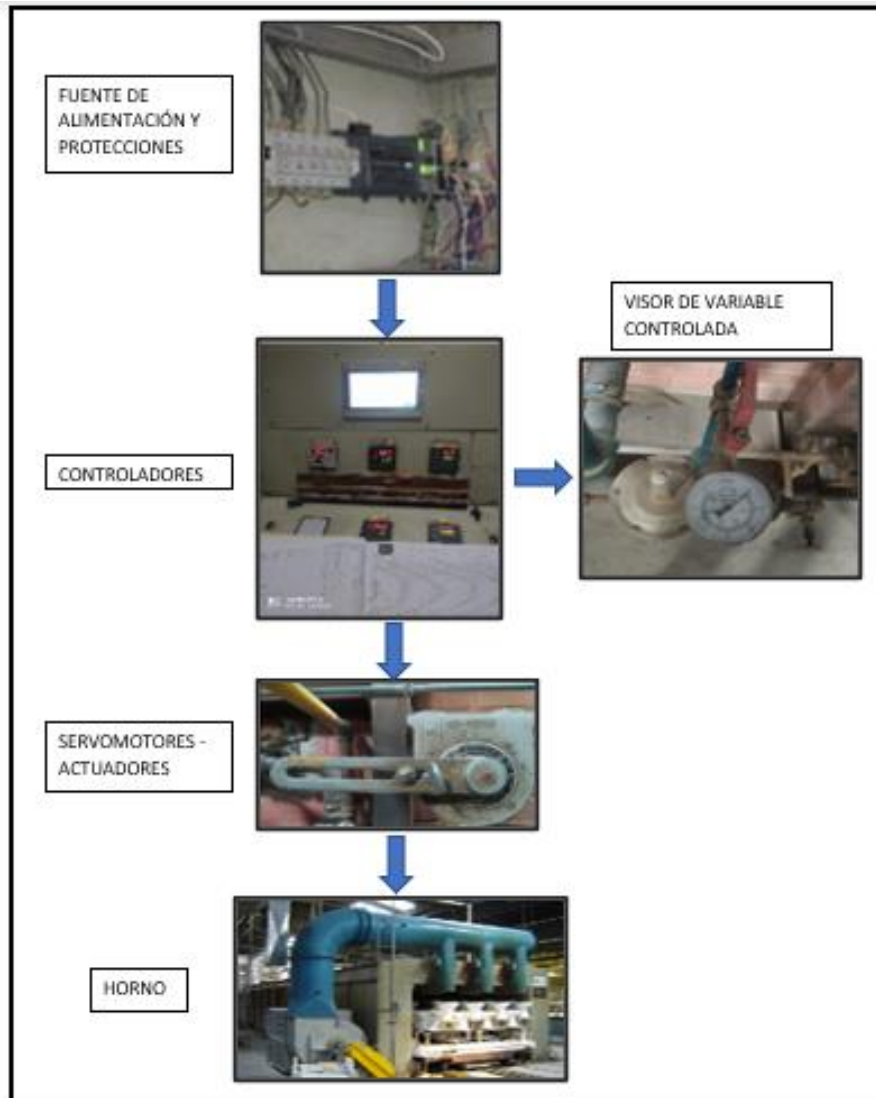 FUENTE DE
ALIMENTACIÓN Y
PROTECCIONES
VISOR DE VARIABLE
CONTROLADA
CONTROLADORES
SERVOMOTORES -
ACTUADORES
HORNO